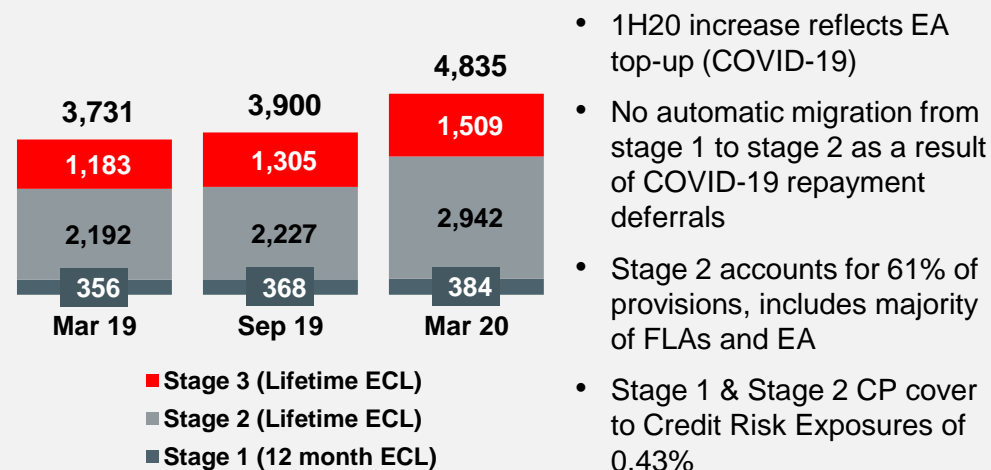 3,731
3,900
4,835
1,183
1,305
1,509
2,192
2,227
2,942
356
368
384
Mar 19
Sep 19
Mar 20
Stage 3 (Lifetime ECL)
Stage 2 (Lifetime ECL)
Stage 1 (12 month ECL)
• 1H20 increase reflects EA
top-up (COVID-19)
• No automatic migration from
stage 1 to stage 2 as a result
of COVID-19 repayment
deferrals
• Stage 2 accounts for 61% of
provisions, includes majority
of FLAs and EA
• Stage 1 & Stage 2 CP cover
to Credit Risk Exposures of
0.43%